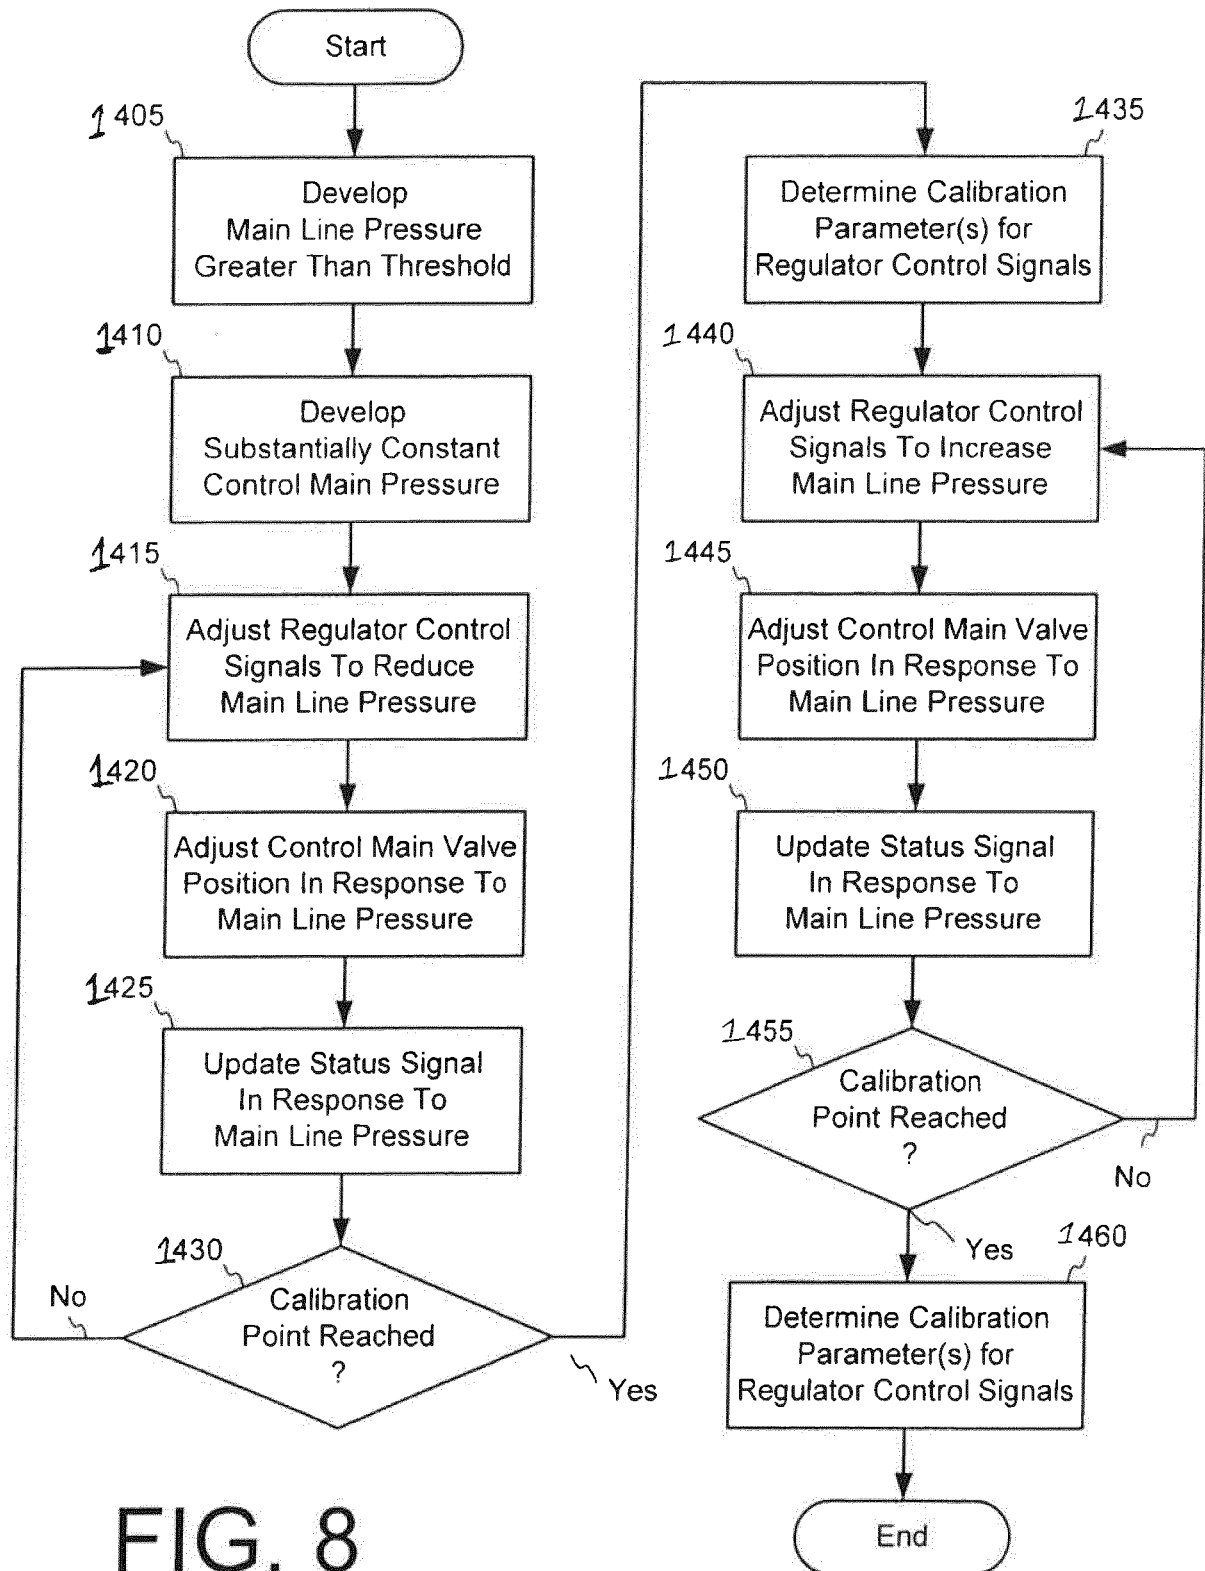 Start
1405
Develop
Main Line Pressure
Greater Than Threshold
1410
Develop
Substantially Constant
Control Main Pressure
1415
Adjust Regulator Control
Signals To Reduce
Main Line Pressure
1420
Adjust Control Main Valve
Position In Response To
Main Line Pressure
1425
Update Status Signal
In Response To
Main Line Pressure
1430
Calibration
Point Reached
?
No
Yes
1435
Determine Calibration
Parameter(s) for
Regulator Control Signals
1440
Adjust Regulator Control
Signals To Increase
Main Line Pressure
1445
Adjust Control Main Valve
Position In Response To
Main Line Pressure
1450
Update Status Signal
In Response To
Main Line Pressure
1455
Calibration
Point Reached
?
No
Yes
1460
Determine Calibration
Parameter(s) for
Regulator Control Signals
End
FIG. 8